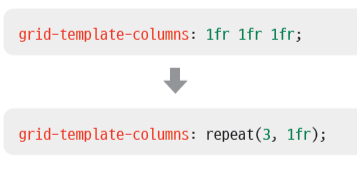 grid-template-columns: 1fr 1fr 1fr;
grid-template-columns: repeat(3, 1fr);